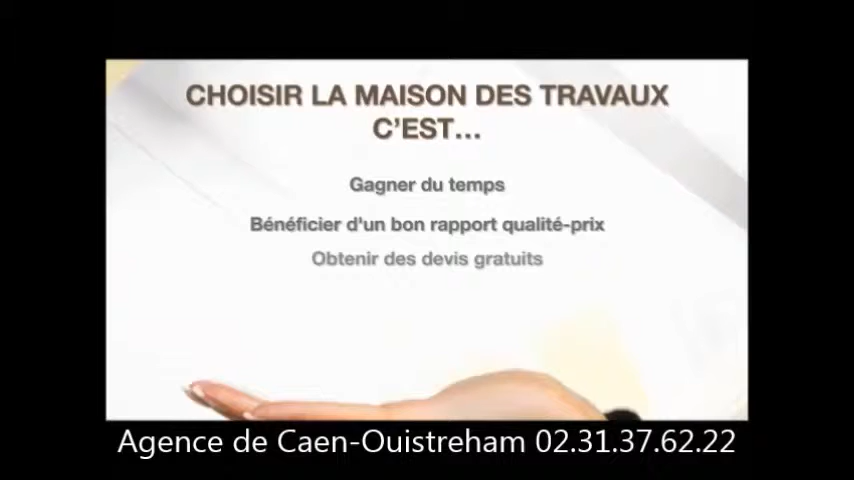 CHOISIR LA MAISON DES TRAVAUX
C'EST...
Gagner du temps
Bénéficier d'un bon rapport qualité-prix
Obtenir des devis gratuits
Agence de Caen-Ouistreham 02.31.37.62.22